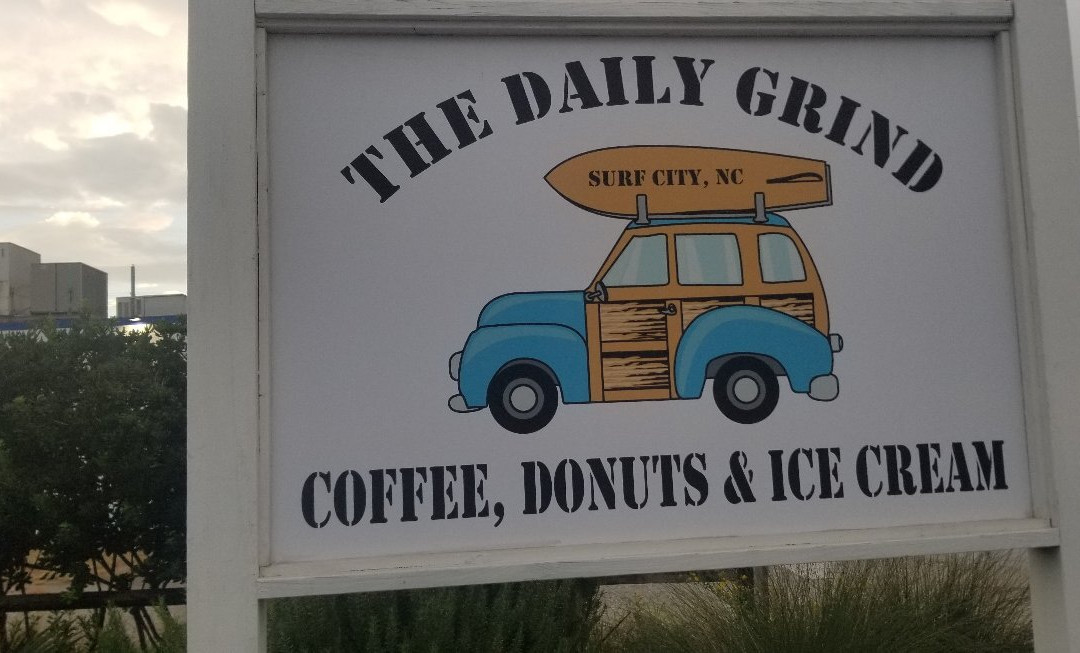 THE DAILY GRIND
SURF CITY, NC
COFFEE, DONUTS & ICE CREAM